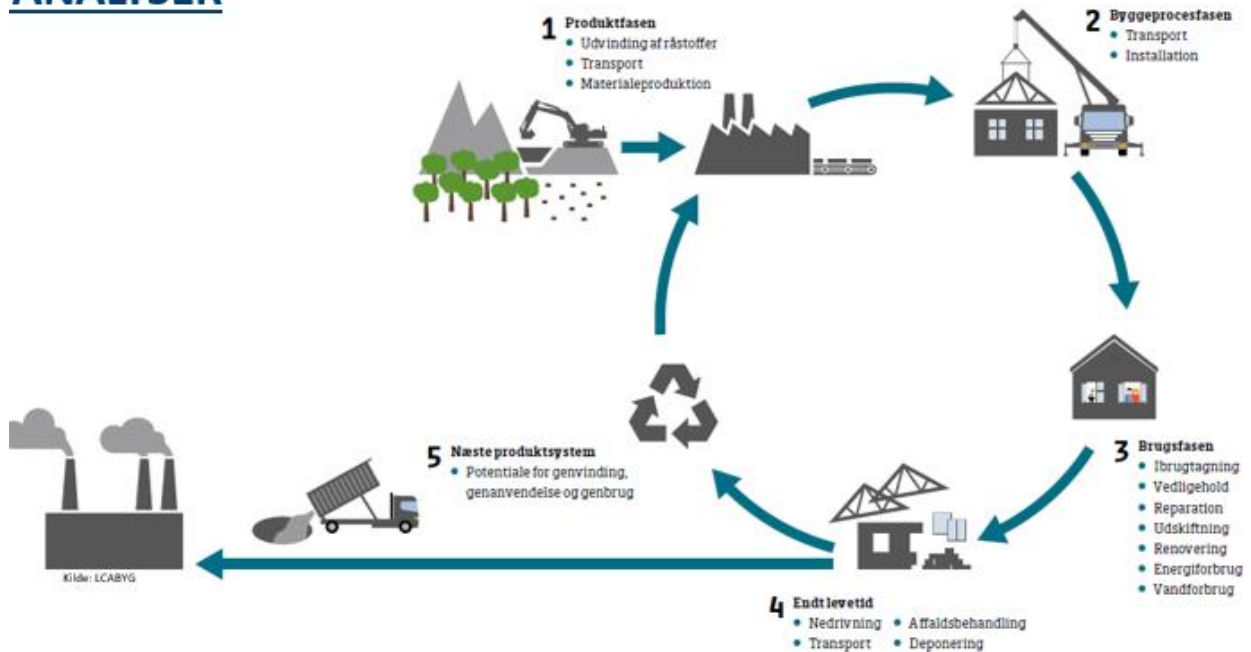 1 Produktfasen
Udvinding af råstoffer
Transport
Materialeproduktion
2 Byggeprocesfasen
Transport
Installation
3 Brugsfasen
Ibrugtagning
Vedligehold
Reparation
Udskiftning
Renovering
Energiforbrug
Vandforbrug
4 Endt levetid
Nedrivning
Transport
Affaldsbehandling
Deponering
5 Næste produktsystem
Potentiale for genvinding,
genanvendelse og genbrug
Kilde: LCABYG